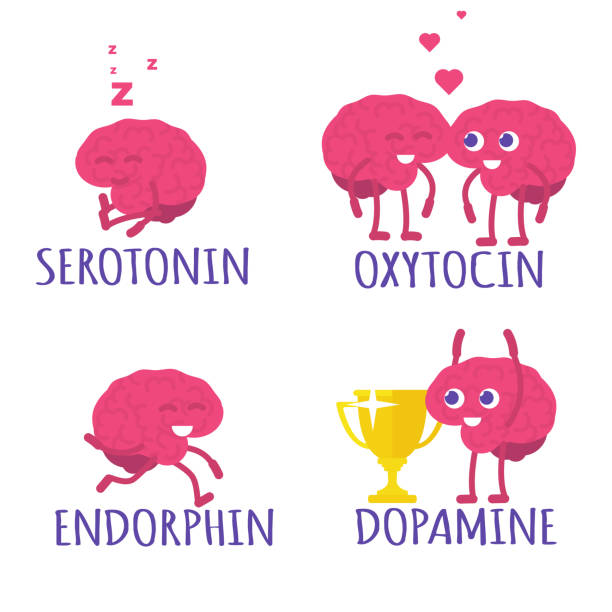 z
z
z
z
SEROTONIN
OXYTOCIN
ENDORPHIN
DOPAMINE